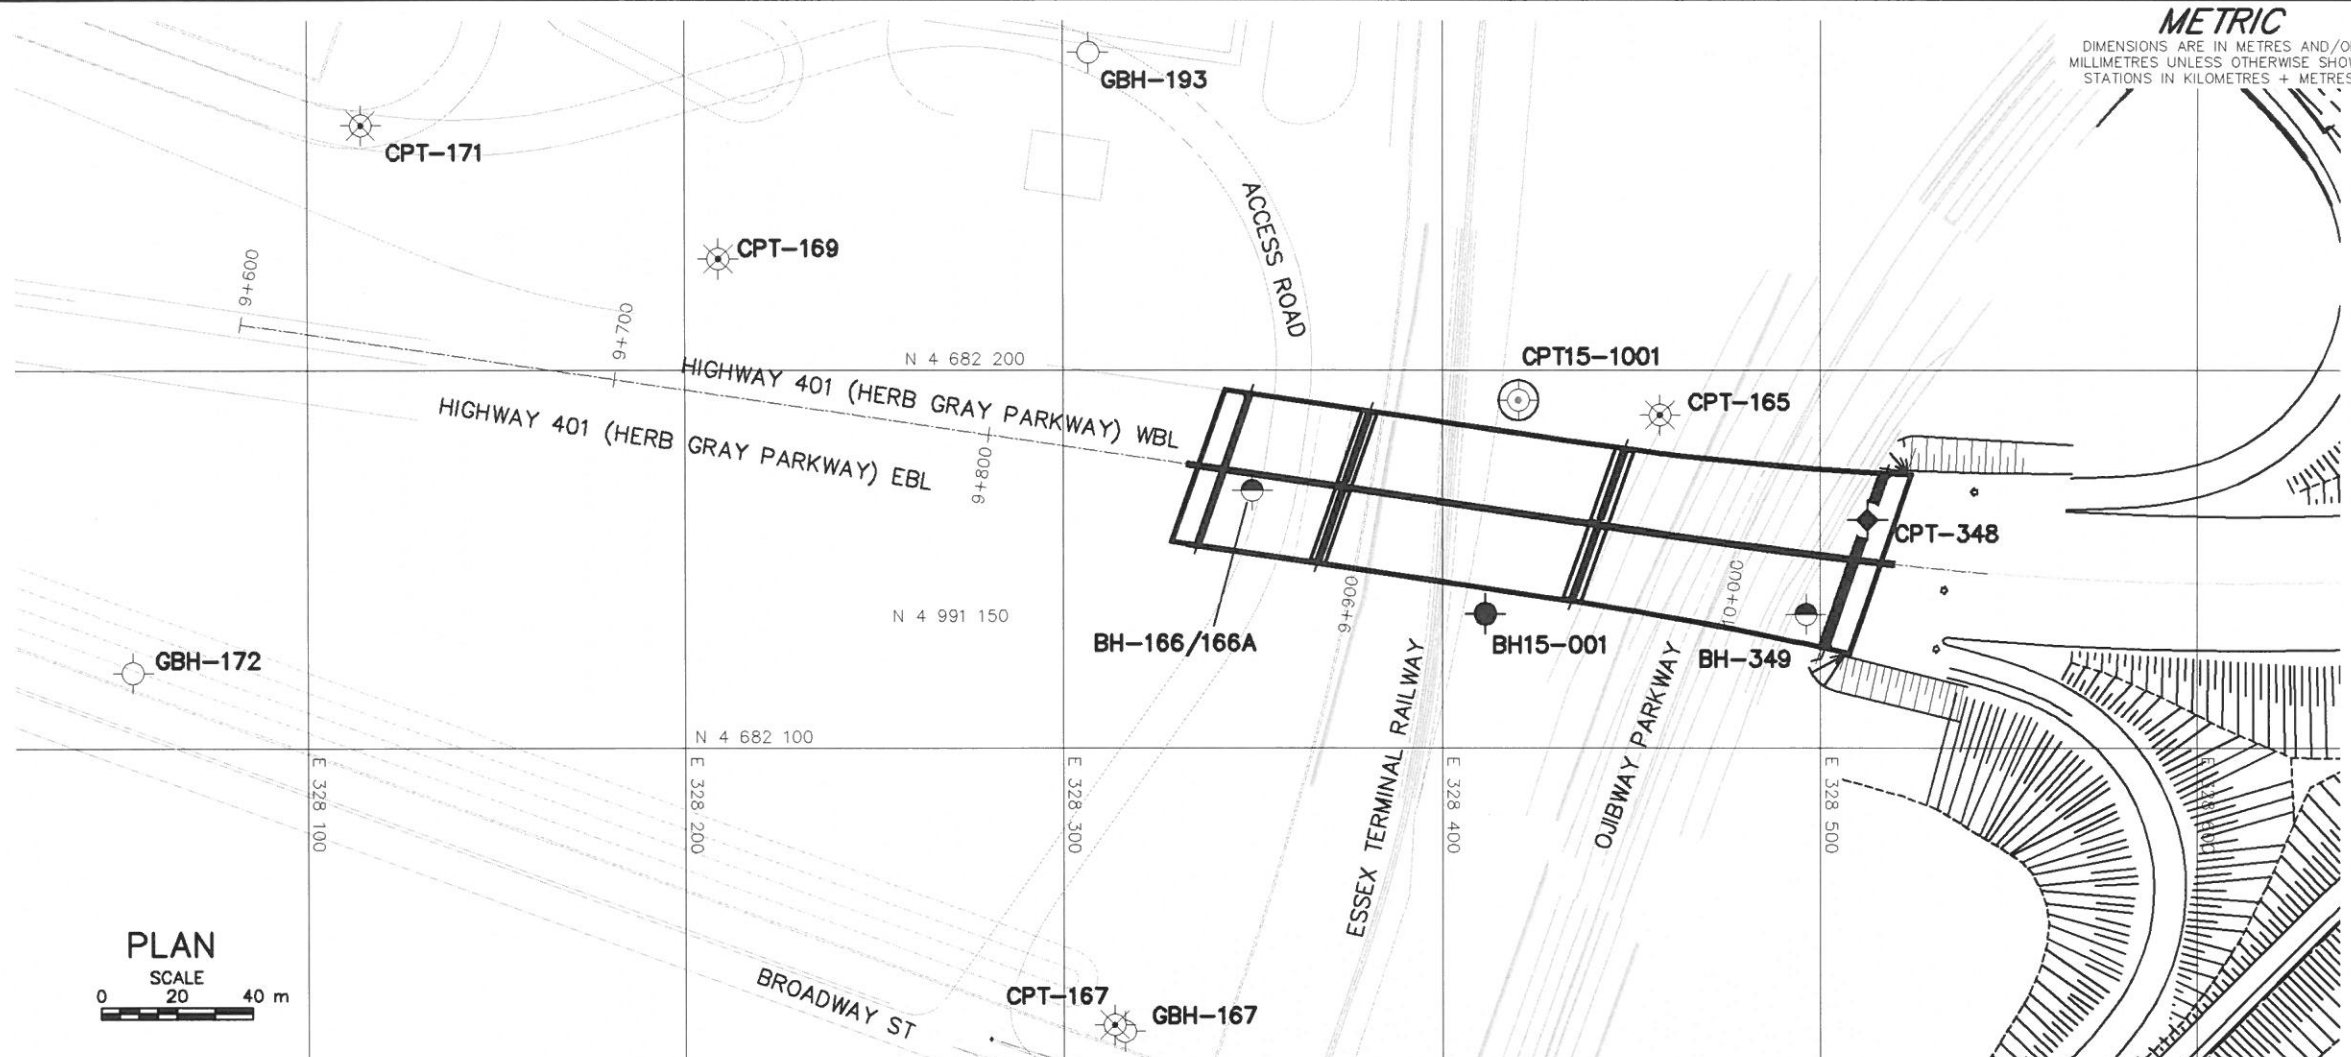 METRIC
DIMENSIONS ARE IN METRES AND/O
MILLIMETRES UNLESS OTHERWISE SHOW
STATIONS IN KILOMETRES + METRES
GBH-193
CPT-171
CPT-169
ACCESS ROAD
9+600
9+700
9+800
9+900
10+000
N 4 682 200
HIGHWAY 401 (HERB GRAY PARKWAY) WBL
HIGHWAY 401 (HERB GRAY PARKWAY) EBL
CPT15-1001
CPT-165
CPT-348
N 4 991 150
BH-166/166A
BH15-001
BH-349
GBH-172
N 4 682 100
E 328 100
E 328 200
E 328 300
E 328 400
E 328 500
E 328 600
ESSEX TERMINAL RAILWAY
OJIBWAY PARKWAY
PLAN
SCALE
0 20 40 m
BROADWAY ST
CPT-167
GBH-167